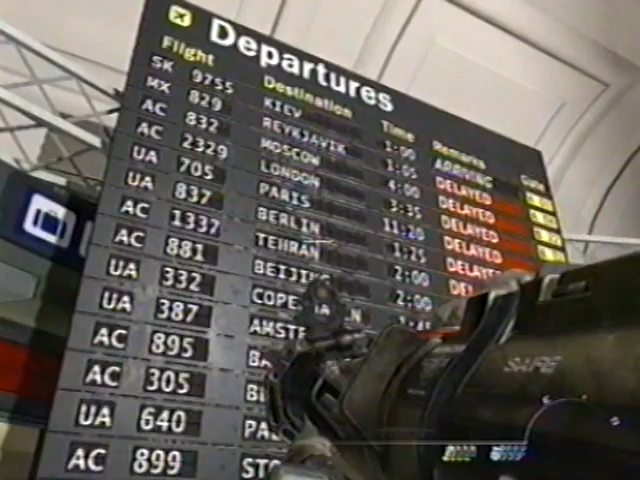 Departures
Flight Destination Time Remarks Gate
SK 9755 KIEV 1:00 ARRIVING
MX 829 REYKJAVIK 1:05 DELAYED
AC 832 MOSCOW 4:00 DELAYED
AC 2329 LONDON 3:35 DELAYED
UA 705 PARIS 11:20 DELAYED
UA 837 BERLIN 1:25 DELAYED
AC 1337 TEHRAN 2:00
AC 881 BEIJING 2:00
UA 332
UA 387
AC 895
AC 305
UA 640
AC 899
SAFE